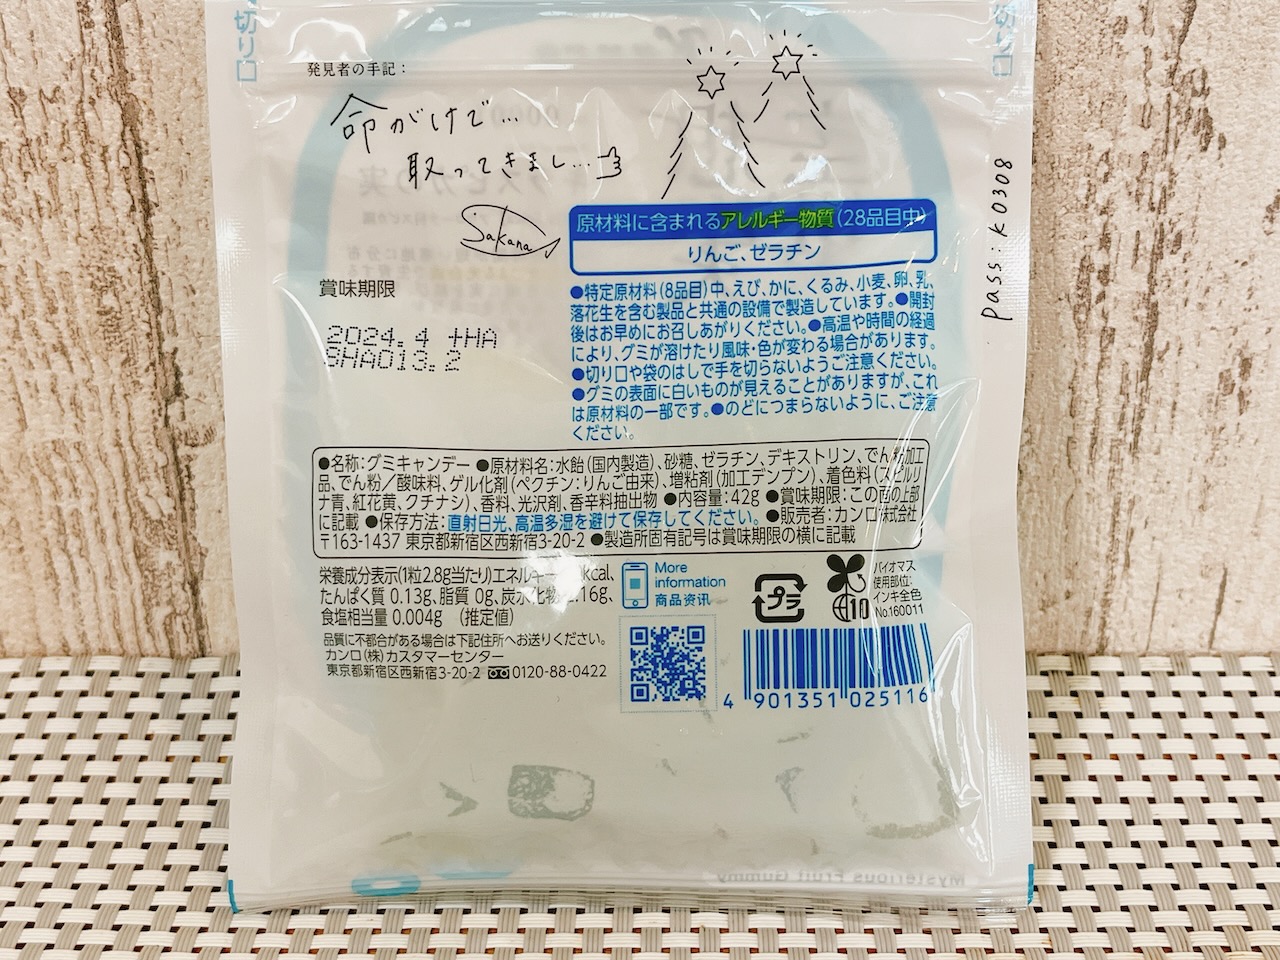 切り口
切り口
発見者の手記：
命がけで…
取ってきまし…
Sakana
pass: K0308
原材料に含まれるアレルギー物質(28品目中)
りんご、ゼラチン
賞味期限
2024.4 +HA
SHA013.2
●特定原材料(8品目)中、えび、かに、くるみ、小麦、卵、乳、
落花生を含む製品と共通の設備で製造しています。●開封
後はお早めにお召しあがりください。●高温や時間の経過
により、グミが溶けたり風味・色が変わる場合があります。
●切り口や袋のはしで手を切らないようご注意ください。
●グミの表面に白いものが見えることがありますが、これ
は原材料の一部です。●のどにつまらないように、ご注意
ください。
●名称：グミキャンデー ●原材料名：水飴(国内製造)、砂糖、ゼラチン、デキストリン、でん粉加工
品、でん粉／酸味料、ゲル化剤(ペクチン：りんご由来)、増粘剤(加工デンプン)、着色料(スピルリ
ナ青、紅花黄、クチナシ)、香料、光沢剤、香辛料抽出物 ●内容量：42g ●賞味期限：この面の上部
に記載 ●保存方法：直射日光、高温多湿を避けて保存してください。 ●販売者：カンロ株式会社
〒163-1437 東京都新宿区西新宿3-20-2 ●製造所固有記号は賞味期限の横に記載
栄養成分表示(1粒2.8g当たり)エネルギー kcal、
たんぱく質 0.13g、脂質 0g、炭水化物 .16g、
食塩相当量 0.004g (推定値)
品質に不都合がある場合は下記住所へお送りください。
カンロ(株)カスタマーセンター
東京都新宿区西新宿3-20-2 0120-88-0422
More
information
商品资讯
プラ
バイオマス
使用部位:
インキ全色
No.160011
10
4 901351 025116
Mysterious Fruit Gummy